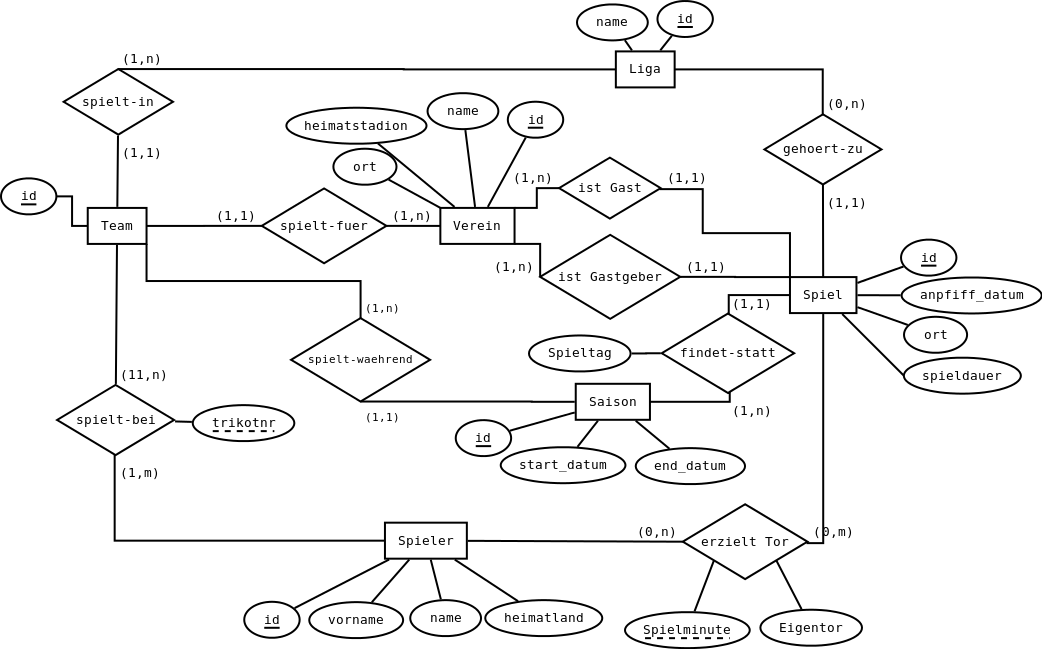 name
id
Liga
(1,n)
spielt-in
(1,1)
(0,n)
gehoert-zu
(1,1)
heimatstadion
name
id
ort
(1,n)
ist Gast
(1,1)
id
Team
(1,1)
spielt-fuer
(1,n)
Verein
(1,n)
ist Gastgeber
(1,1)
id
Spiel
anpfiff_datum
ort
spieldauer
(1,n)
spielt-waehrend
(1,1)
(1,1)
Spieltag
findet-statt
(1,n)
(11,n)
spielt-bei
trikotnr
(1,m)
Saison
id
start_datum
end_datum
Spieler
(0,n)
erzielt Tor
(0,m)
id
vorname
name
heimatland
Spielminute
Eigentor